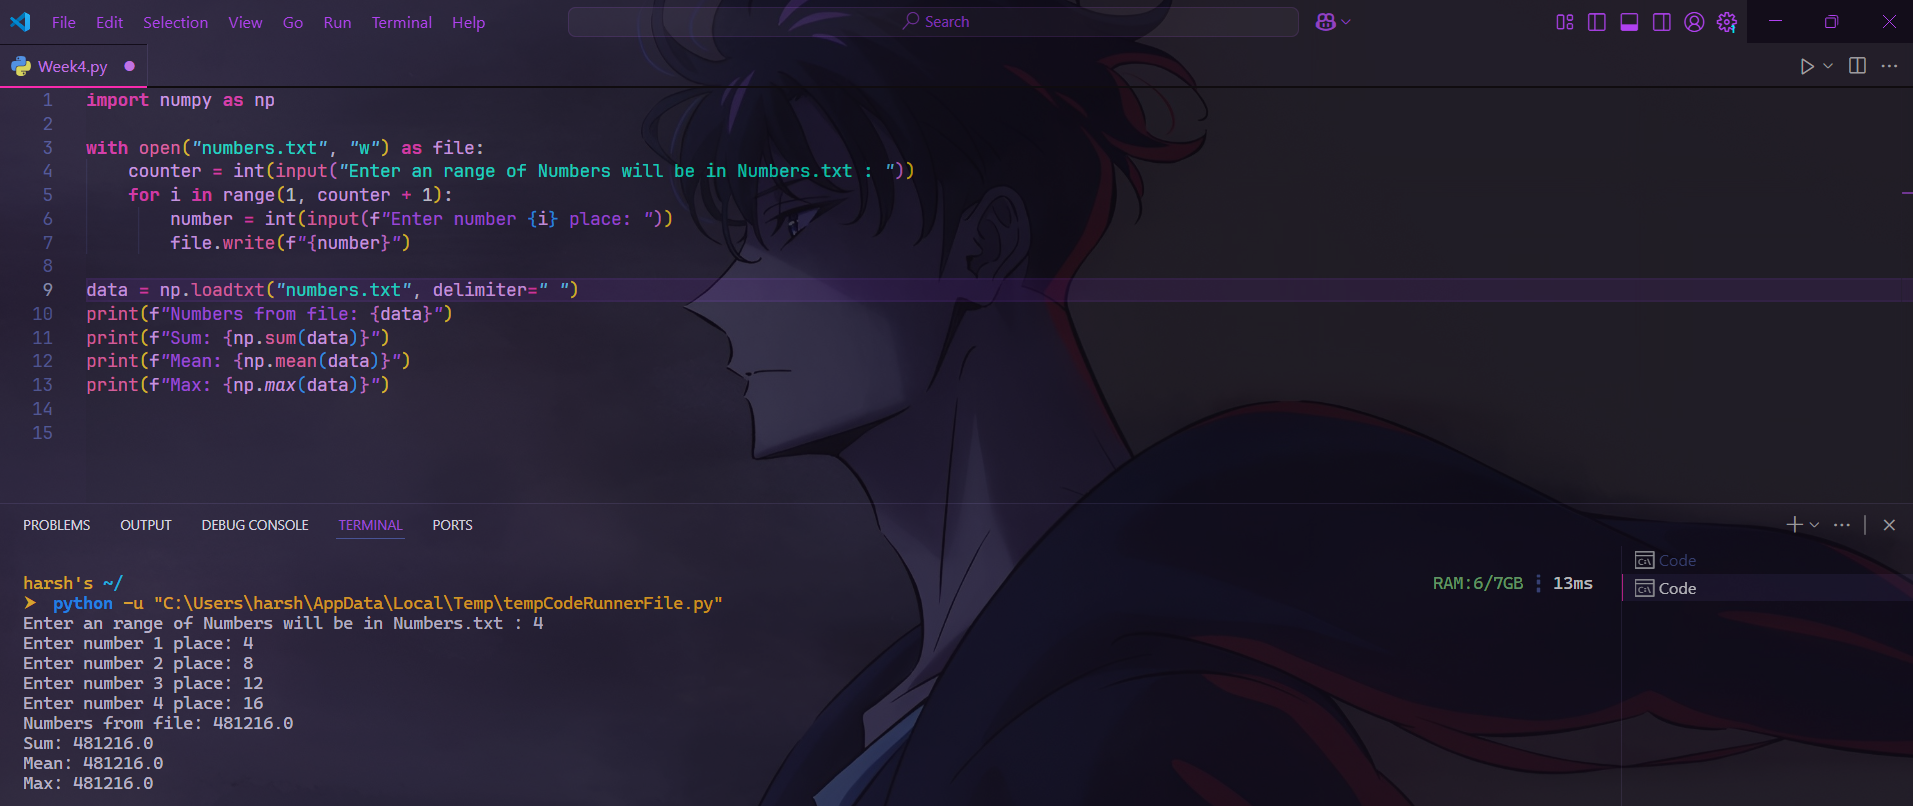 File Edit Selection View Go Run Terminal Help Search
Week4.py
1 import numpy as np
2
3 with open("numbers.txt", "w") as file:
4     counter = int(input("Enter an range of Numbers will be in Numbers.txt : "))
5     for i in range(1, counter + 1):
6         number = int(input(f"Enter number {i} place: "))
7         file.write(f"{number}")
8
9 data = np.loadtxt("numbers.txt", delimiter=" ")
10 print(f"Numbers from file: {data}")
11 print(f"Sum: {np.sum(data)}")
12 print(f"Mean: {np.mean(data)}")
13 print(f"Max: {np.max(data)}")
14
15
PROBLEMS OUTPUT DEBUG CONSOLE TERMINAL PORTS
Code
harsh's ~/ RAM:6/7GB 13ms Code
➤ python -u "C:\Users\harsh\AppData\Local\Temp\tempCodeRunnerFile.py"
Enter an range of Numbers will be in Numbers.txt : 4
Enter number 1 place: 4
Enter number 2 place: 8
Enter number 3 place: 12
Enter number 4 place: 16
Numbers from file: 481216.0
Sum: 481216.0
Mean: 481216.0
Max: 481216.0